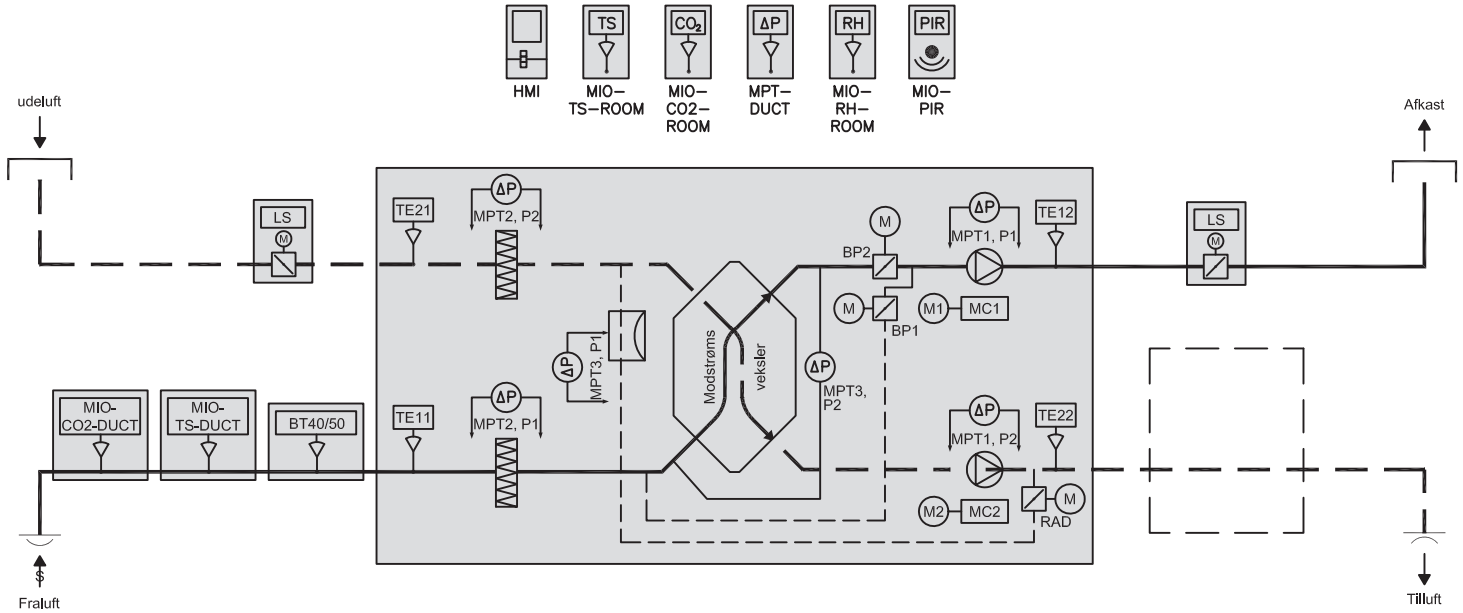 TS
CO₂
ΔP
RH
PIR
HMI
MIO-
TS-ROOM
MIO-
CO2-
ROOM
MPT-
DUCT
MIO-
RH-
ROOM
MIO-
PIR
udeluft
Afkast
LS
M
TE21
ΔP
MPT2, P2
M
BP2
ΔP
MPT1, P1
TE12
LS
M
M
BP1
M1
MC1
ΔP
MPT3, P1
Modstrøms
veksler
ΔP
MPT3,
P2
MIO-
CO2-DUCT
MIO-
TS-DUCT
BT40/50
TE11
ΔP
MPT2, P1
ΔP
MPT1, P2
TE22
M2
MC2
M
RAD
Fraluft
Tilluft